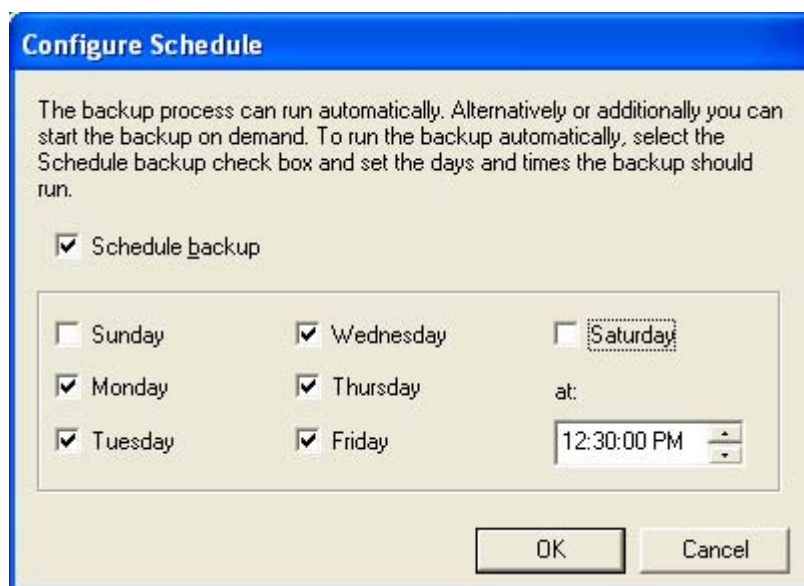 Configure Schedule
The backup process can run automatically. Alternatively or additionally you can
start the backup on demand. To run the backup automatically, select the
Schedule backup check box and set the days and times the backup should
run.
Schedule backup
Sunday Wednesday Saturday
Monday Thursday at:
Tuesday Friday 12:30:00 PM
OK Cancel